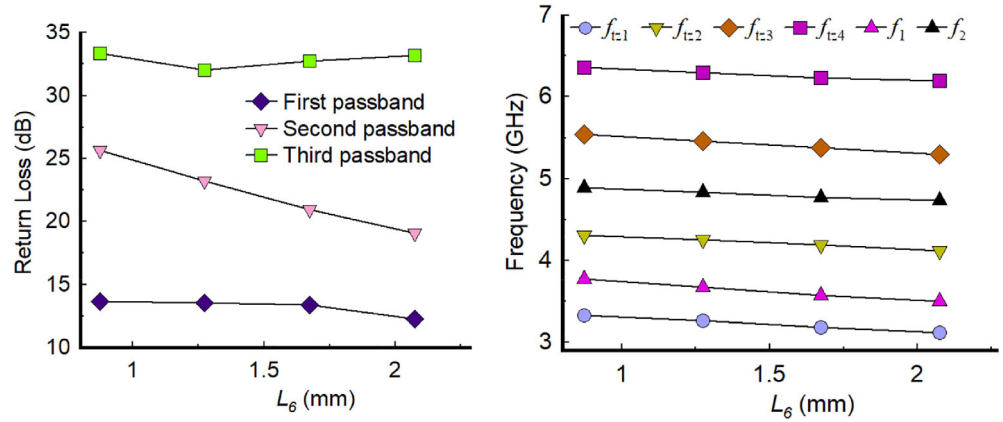 Return Loss (dB)
35
30
25
20
15
10
First passband
Second passband
Third passband
1
1.5
2
L6 (mm)
Frequency (GHz)
7
6
5
4
3
ftz1 ftz2 ftz3 ftz4 f1 f2
1
1.5
2
L6 (mm)